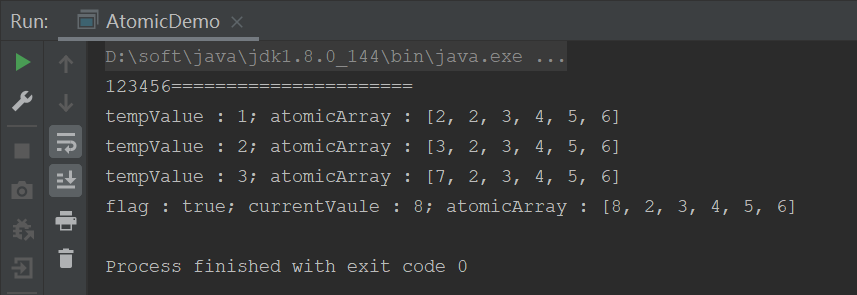 Run: AtomicDemo ×
D:\soft\java\jdk1.8.0_144\bin\java.exe ...
123456======================
tempValue : 1; atomicArray : [2, 2, 3, 4, 5, 6]
tempValue : 2; atomicArray : [3, 2, 3, 4, 5, 6]
tempValue : 3; atomicArray : [7, 2, 3, 4, 5, 6]
flag : true; currentVaule : 8; atomicArray : [8, 2, 3, 4, 5, 6]
Process finished with exit code 0